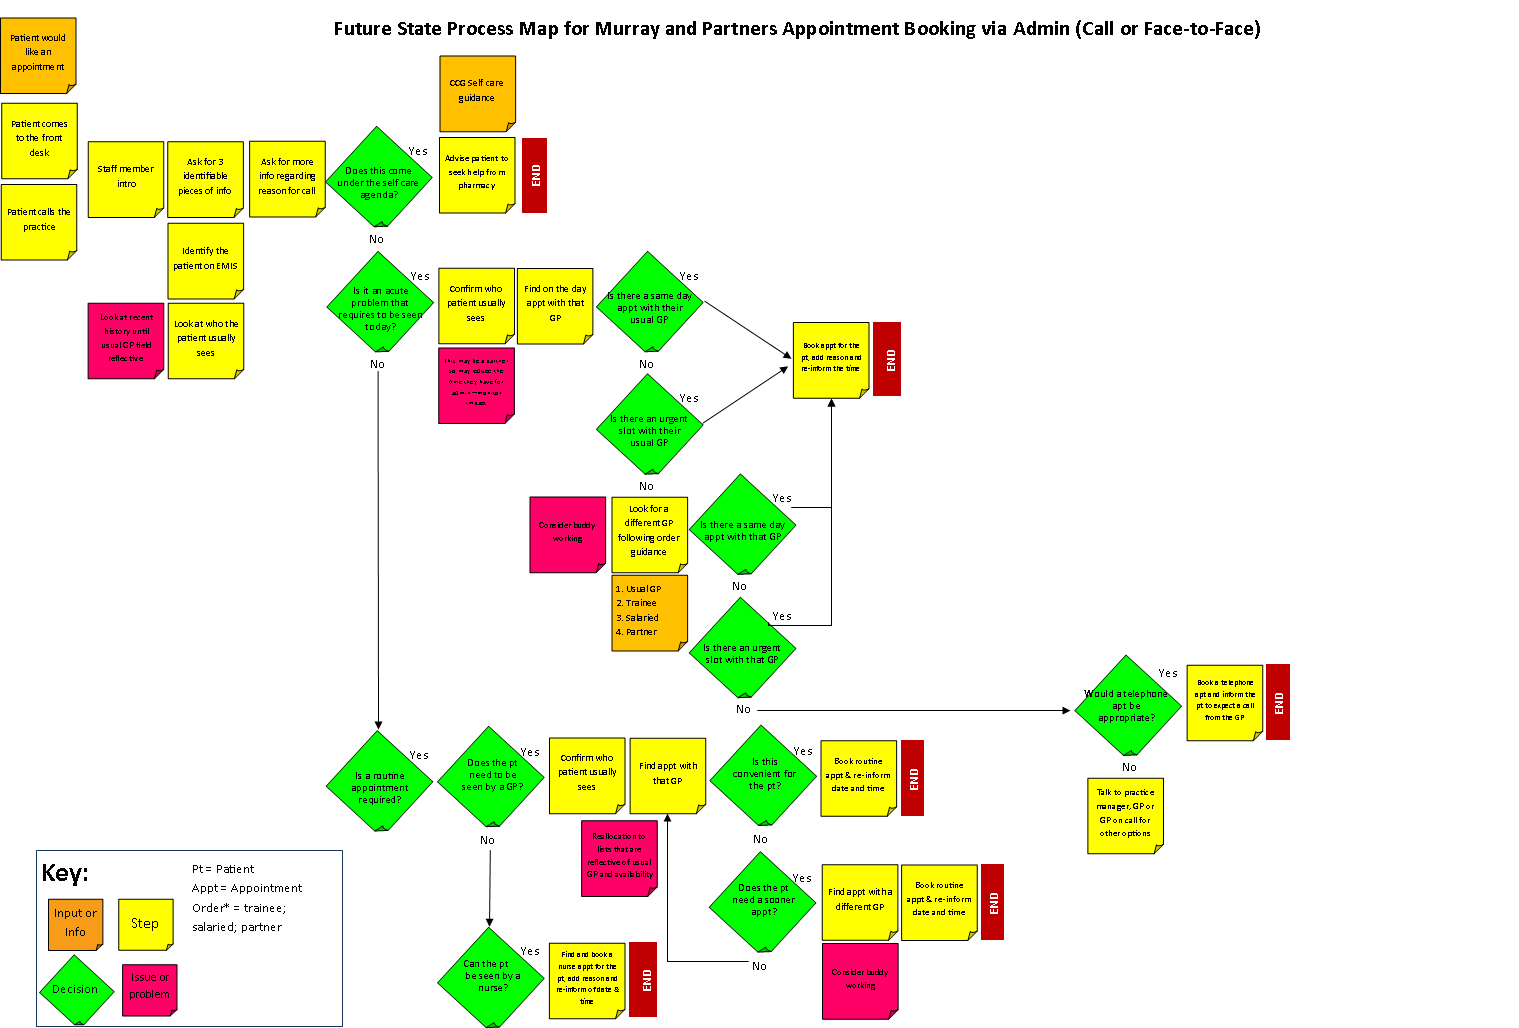 Future State Process Map for Murray and Partners Appointment Booking via Admin (Call or Face-to-Face)
Patient would
like an
appointment
Patient comes
to the front
desk
Patient calls the
practice
Staff member
intro
Ask for 3
identifiable
pieces of info
Ask for more
info regarding
reason for call
Identify the
patient on EMIS
Look at recent
history until
usual GP field
reflective
Look at who the
patient usually
sees
Does this come
under the self care
agenda?
Yes
No
CCG Self care
guidance
Advise patient to
seek help from
pharmacy
END
Is it an acute
problem that
requires to be seen
today?
Yes
No
Confirm who
patient usually
sees
Find on the day
appt with that
GP
Is there a same day
appt with their
usual GP
Yes
No
Is there an urgent
slot with their
usual GP
Yes
No
Book appt for the
pt, add reason and
re-inform the time
END
Consider buddy
working
Look for a
different GP
following order
guidance
1. Usual GP
2. Trainee
3. Salaried
4. Partner
Is there a same day
appt with that GP
Yes
No
Is there an urgent
slot with that GP
Yes
No
Would a telephone
apt be
appropriate?
Yes
No
Book a telephone
apt and inform the
pt to expect a call
from the GP
END
Talk to practice
manager, GP or
GP on call for
other options
Is a routine
appointment
required?
Yes
Does the pt
need to be
seen by a GP?
Yes
No
Confirm who
patient usually
sees
Find appt with
that GP
Reallocation to
lists that are
reflective of usual
GP and availability
Is this
convenient for
the pt?
Yes
No
Book routine
appt & re-inform
date and time
END
Does the pt
need a sooner
appt?
Yes
No
Find appt with a
different GP
Book routine
appt & re-inform
date and time
END
Consider buddy
working
Can the pt
be seen by a
nurse?
Yes
Find and book a
nurse appt for the
pt, add reason and
re-inform of date &
time
END
Key:
Pt = Patient
Appt = Appointment
Order* = trainee;
salaried; partner
Input or
Info
Step
Decision
Issue or
problem